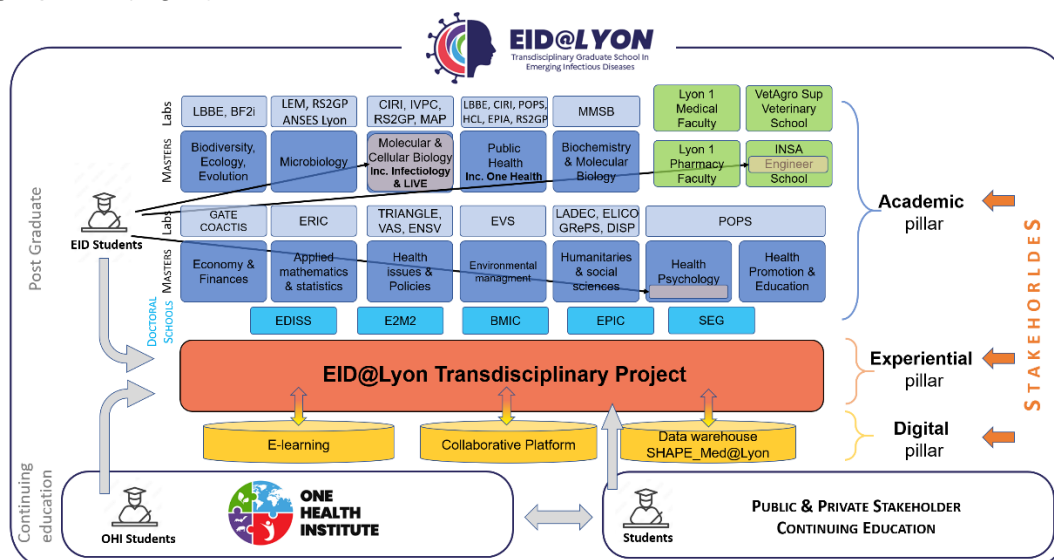 EID@LYON
Transdisciplinary Graduate School In
Emerging Infectious Diseases
Post Graduate
Labs
LBBE, BF2i
LEM, RS2GP
ANSES Lyon
CIRI, IVPC,
RS2GP, MAP
LBBE, CIRI, POPS,
HCL, EPIA, RS2GP
MMSB
Lyon 1
Medical
Faculty
VetAgro Sup
Veterinary
School
MASTERS
Biodiversity,
Ecology,
Evolution
Microbiology
Molecular &
Cellular Biology
Inc. Infectiology
& LIVE
Public
Health
Inc. One Health
Biochemistry
& Molecular
Biology
Lyon 1
Pharmacy
Faculty
INSA
Engineer
School
EID Students
Labs
GATE
COACTIS
ERIC
TRIANGLE,
VAS, ENSV
EVS
LADEC, ELICO
GRePS, DISP
POPS
MASTERS
Economy &
Finances
Applied
mathematics
& statistics
Health
issues &
Policies
Environmental
managment
Humanitaries
& social
sciences
Health
Psychology
Health
Promotion &
Education
DOCTORAL
SCHOOLS
EDISS
E2M2
BMIC
EPIC
SEG
Academic
pillar
EID@Lyon Transdisciplinary Project
Experiential
pillar
E-learning
Collaborative Platform
Data warehouse
SHAPE_Med@Lyon
Digital
pillar
STAKEHORLDES
Continuing
education
OHI Students
ONE
HEALTH
INSTITUTE
Students
PUBLIC & PRIVATE STAKEHOLDER
CONTINUING EDUCATION